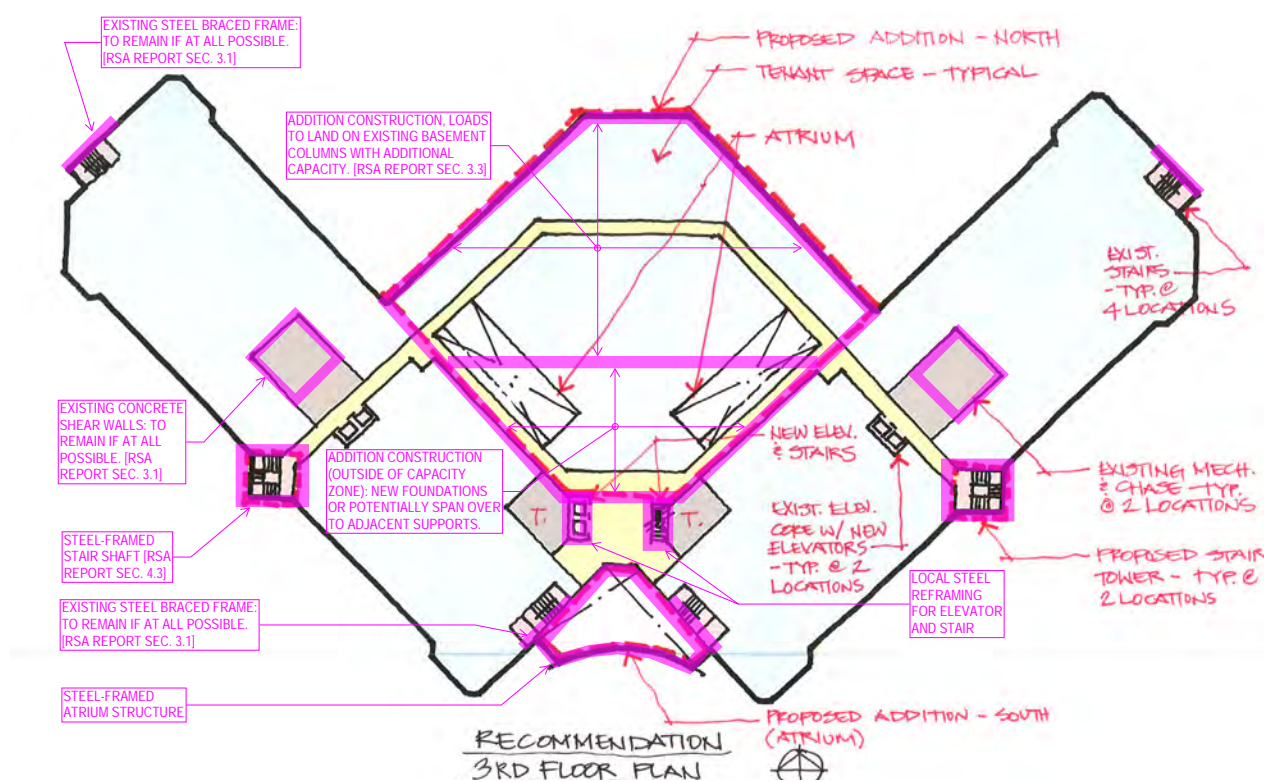 EXISTING STEEL BRACED FRAME:
TO REMAIN IF AT ALL POSSIBLE.
[RSA REPORT SEC. 3.1]
PROPOSED ADDITION - NORTH
TENANT SPACE - TYPICAL
ATRIUM
ADDITION CONSTRUCTION, LOADS
TO LAND ON EXISTING BASEMENT
COLUMNS WITH ADDITIONAL
CAPACITY. [RSA REPORT SEC. 3.3]
EXIST.
STAIRS
- TYP. @
4 LOCATIONS
EXISTING CONCRETE
SHEAR WALLS: TO
REMAIN IF AT ALL
POSSIBLE. [RSA
REPORT SEC. 3.1]
ADDITION CONSTRUCTION
(OUTSIDE OF CAPACITY
ZONE): NEW FOUNDATIONS
OR POTENTIALLY SPAN OVER
TO ADJACENT SUPPORTS.
NEW ELEV.
& STAIRS
EXISTING MECH.
& CHASE - TYP.
@ 2 LOCATIONS
T.
T.
EXIST. ELEV.
CORE W/ NEW
ELEVATORS
- TYP. @ 2
LOCATIONS
STEEL-FRAMED
STAIR SHAFT [RSA
REPORT SEC. 4.3]
PROPOSED STAIR
TOWER - TYP. @
2 LOCATIONS
LOCAL STEEL
REFRAMING
FOR ELEVATOR
AND STAIR
EXISTING STEEL BRACED FRAME:
TO REMAIN IF AT ALL POSSIBLE.
[RSA REPORT SEC. 3.1]
STEEL-FRAMED
ATRIUM STRUCTURE
PROPOSED ADDITION - SOUTH
(ATRIUM)
RECOMMENDATION
3RD FLOOR PLAN